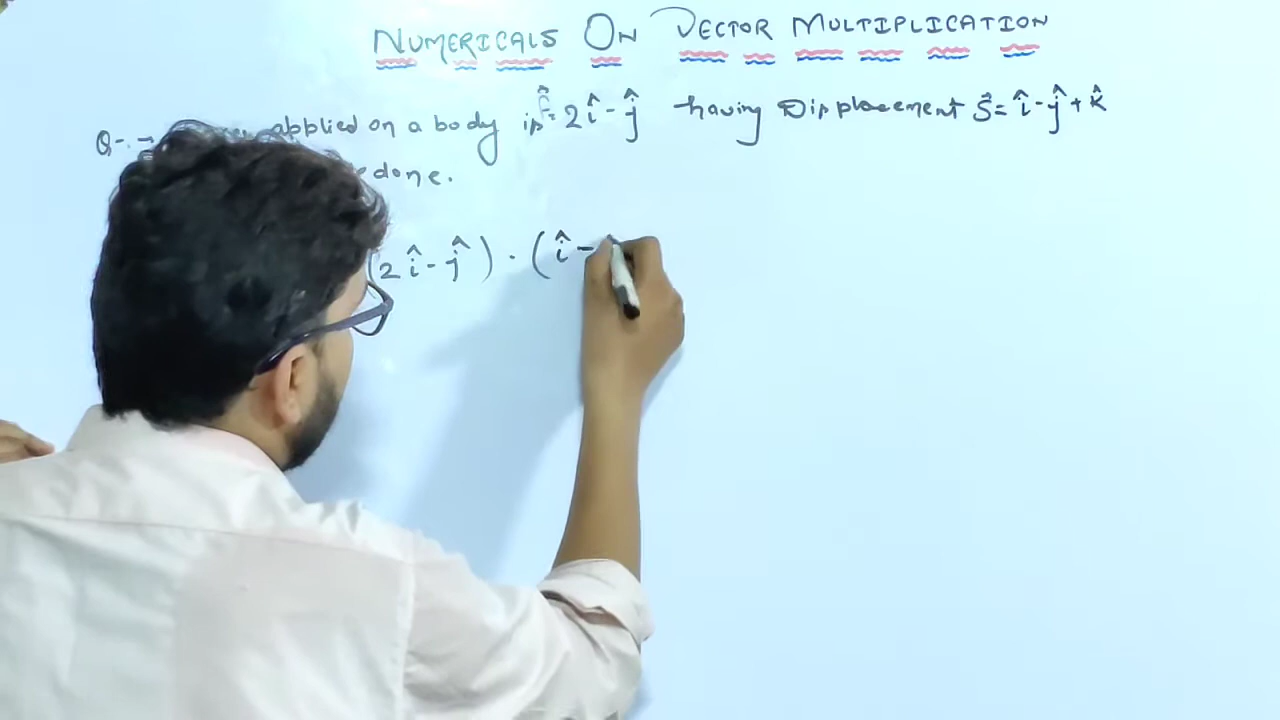 NUMERICALS ON VECTOR MULTIPLICATION
Q-:→ applied on a body is F̂= 2î-ĵ having Displacement S⃗= î-ĵ+k̂
done.
(2î-ĵ) . (î-